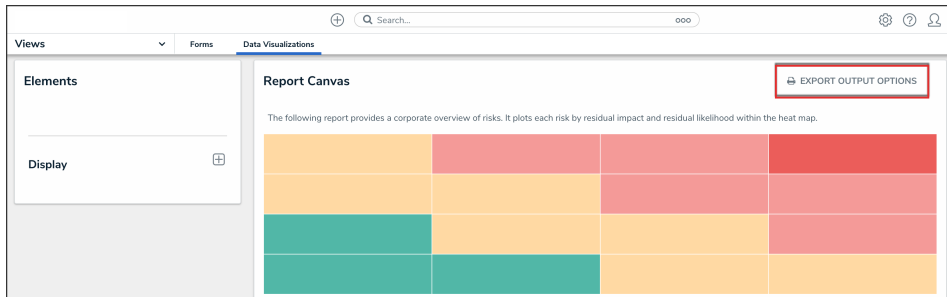 Search...
Views
Forms
Data Visualizations
Elements
Report Canvas
EXPORT OUTPUT OPTIONS
The following report provides a corporate overview of risks. It plots each risk by residual impact and residual likelihood within the heat map.
Display